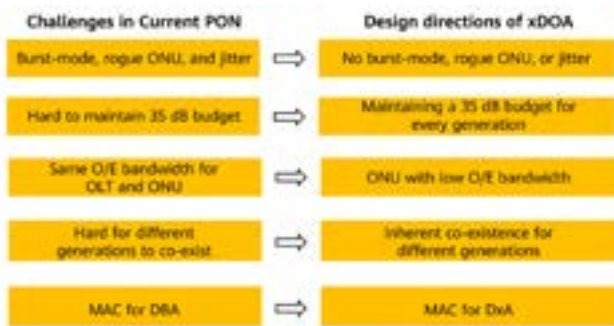 Challenges in Current PON
Design directions of xDOA
Burst-mode, rogue ONU, and jitter
No burst-mode, rogue ONU, or jitter
Hard to maintain 35 dB budget
Maintaining a 35 dB budget for
every generation
Same O/E bandwidth for
OLT and ONU
ONU with low O/E bandwidth
Hard for different
generations to co-exist
Inherent co-existence for
different generations
MAC for DBA
MAC for DxA